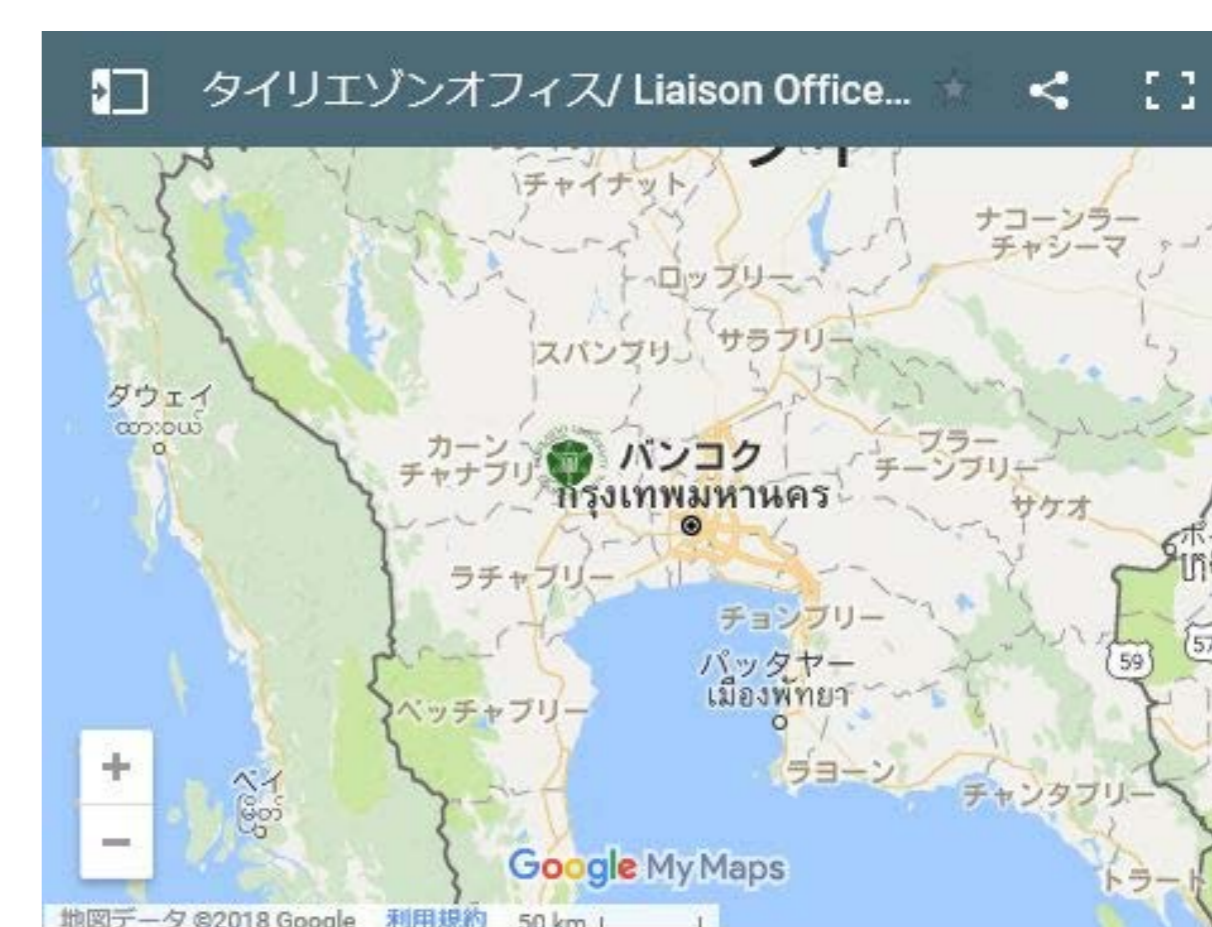 タイリエゾンオフィス/ Liaison Office...
チャイナット
ナコーンラー
チャシーマ
ロッブリー
サラブリー
スパンブリ
ダウェイ
ထားဝယ်
カーン
チャナブリ
バンコク
กรุงเทพมหานคร
プラー
チーンブリー
サケオ
ラチャブリー
チョンブリー
パッタヤー
เมืองพัทยา
59
57
ペッチャブリー
ラヨーン
チャンタブリー
ベイ
မြိတ်
トラート
+
−
Google My Maps
地図データ ©2018 Google 利用規約 50 km